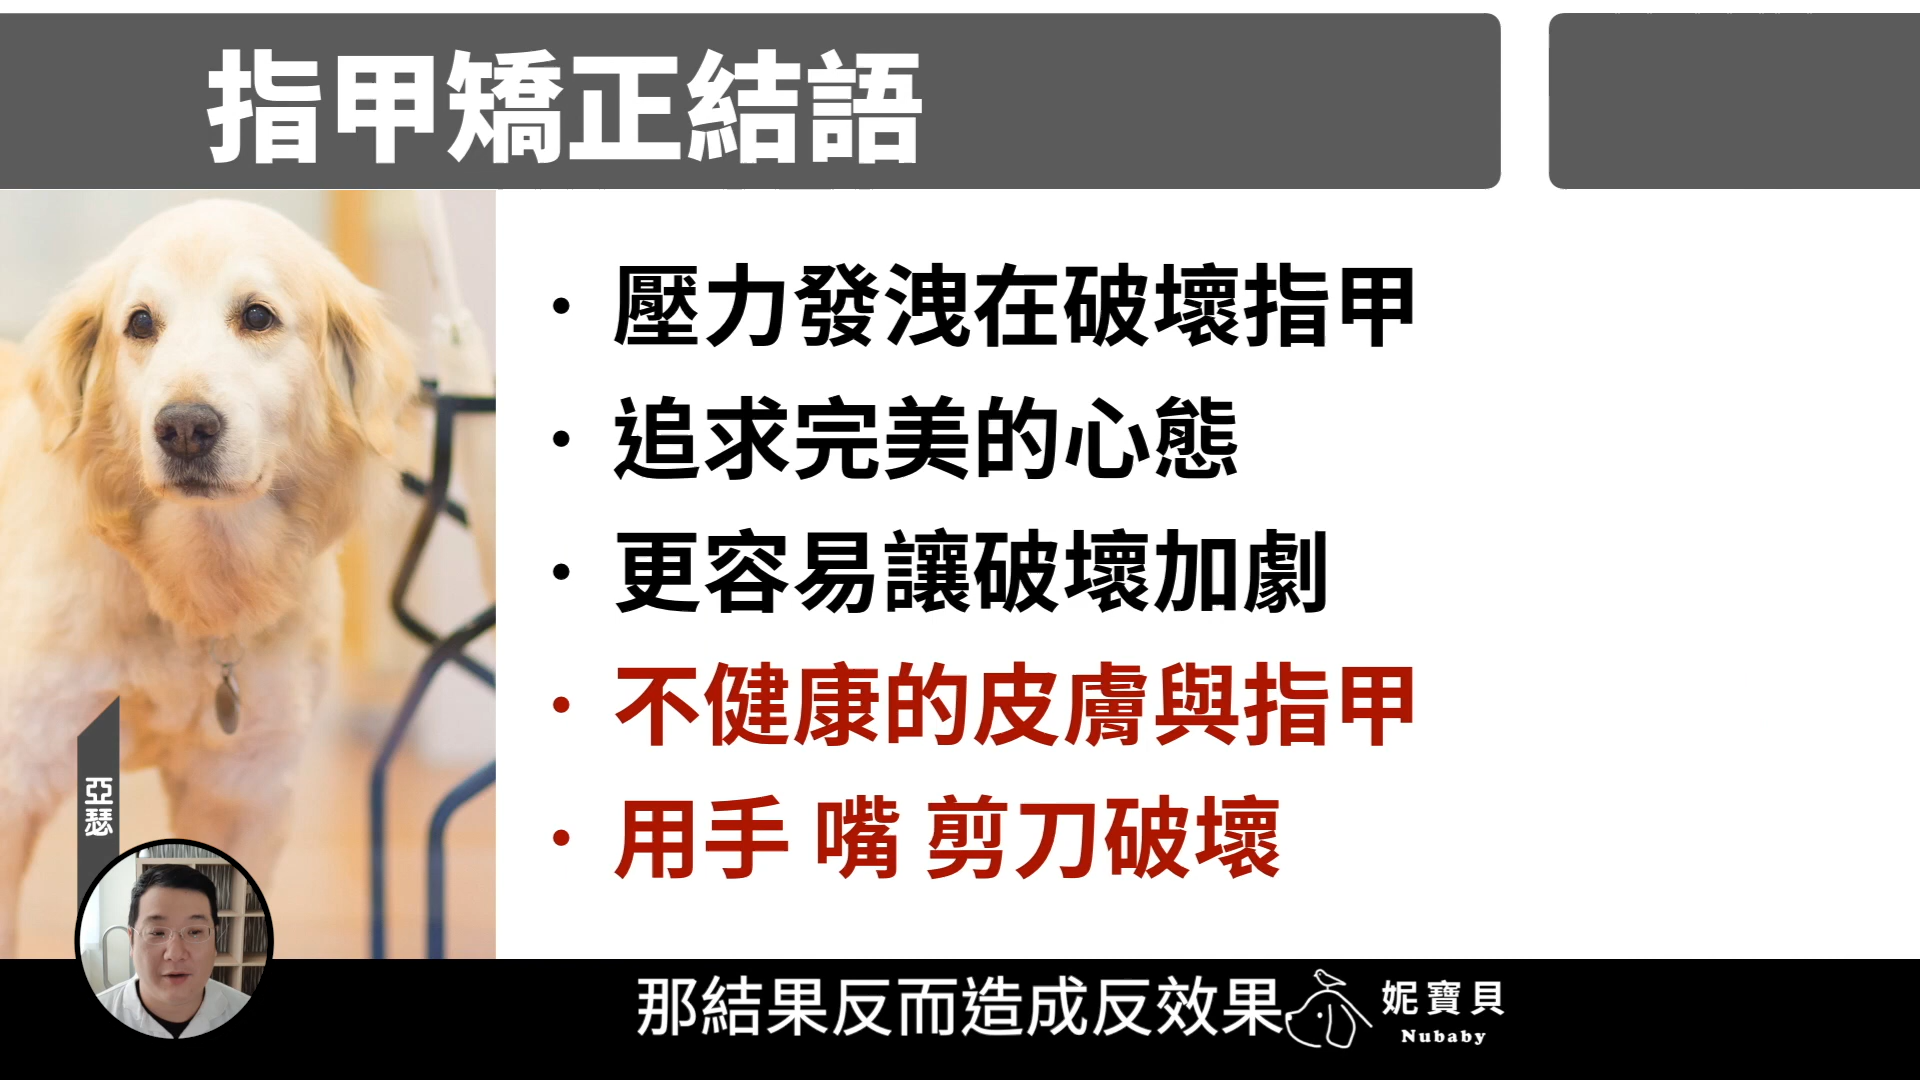 指甲矯正結語
• 壓力發洩在破壞指甲
• 追求完美的心態
• 更容易讓破壞加劇
• 不健康的皮膚與指甲
• 用手 嘴 剪刀破壞
亞瑟
那結果反而造成反效果
妮寶貝
Nubaby